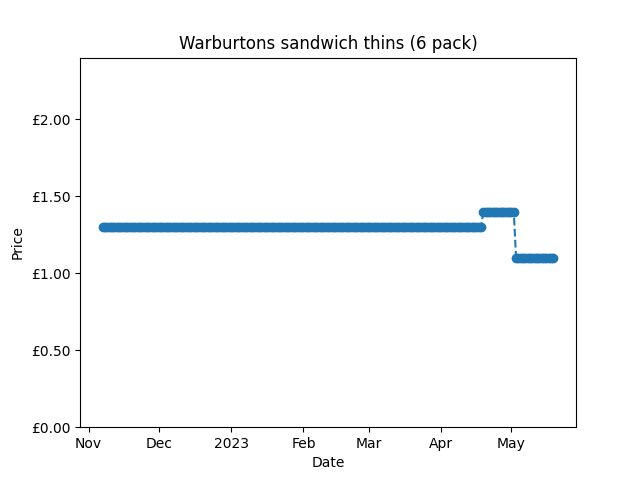 Warburtons sandwich thins (6 pack)
£2.00
£1.50
£1.00
£0.50
£0.00
Price
Nov Dec 2023 Feb Mar Apr May
Date